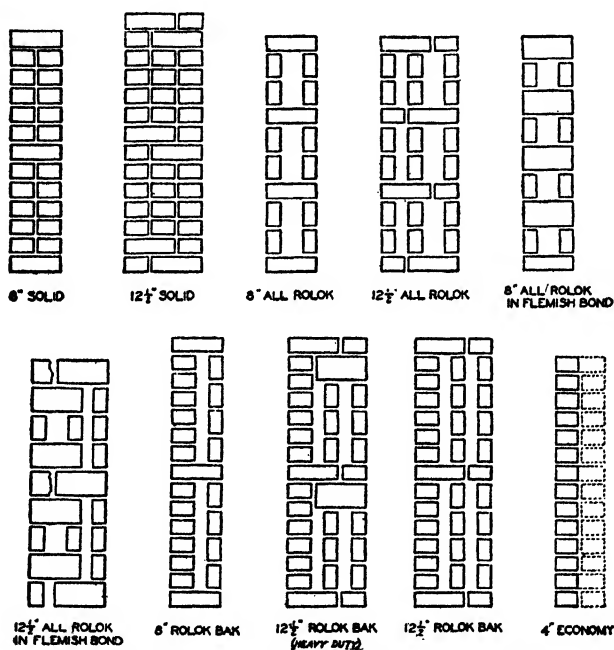 8" SOLID
12½" SOLID
8" ALL ROLOK
12½" ALL ROLOK
8" ALL/ROLOK
IN FLEMISH BOND
12½" ALL ROLOK
IN FLEMISH BOND
8" ROLOK BAK
12½" ROLOK BAK
(HEAVY DUTY)
12½" ROLOK BAK
4" ECONOMY